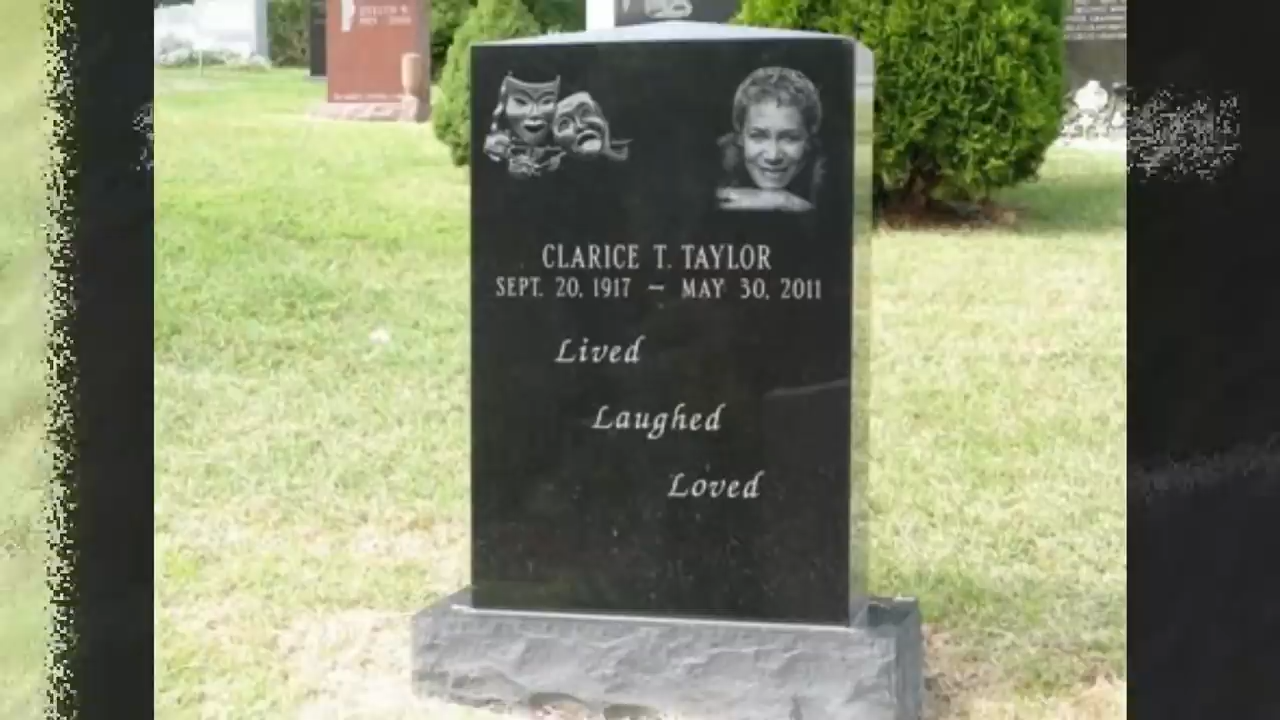 CLARICE T. TAYLOR
SEPT. 20, 1917 — MAY 30, 2011
Lived
Laughed
Loved